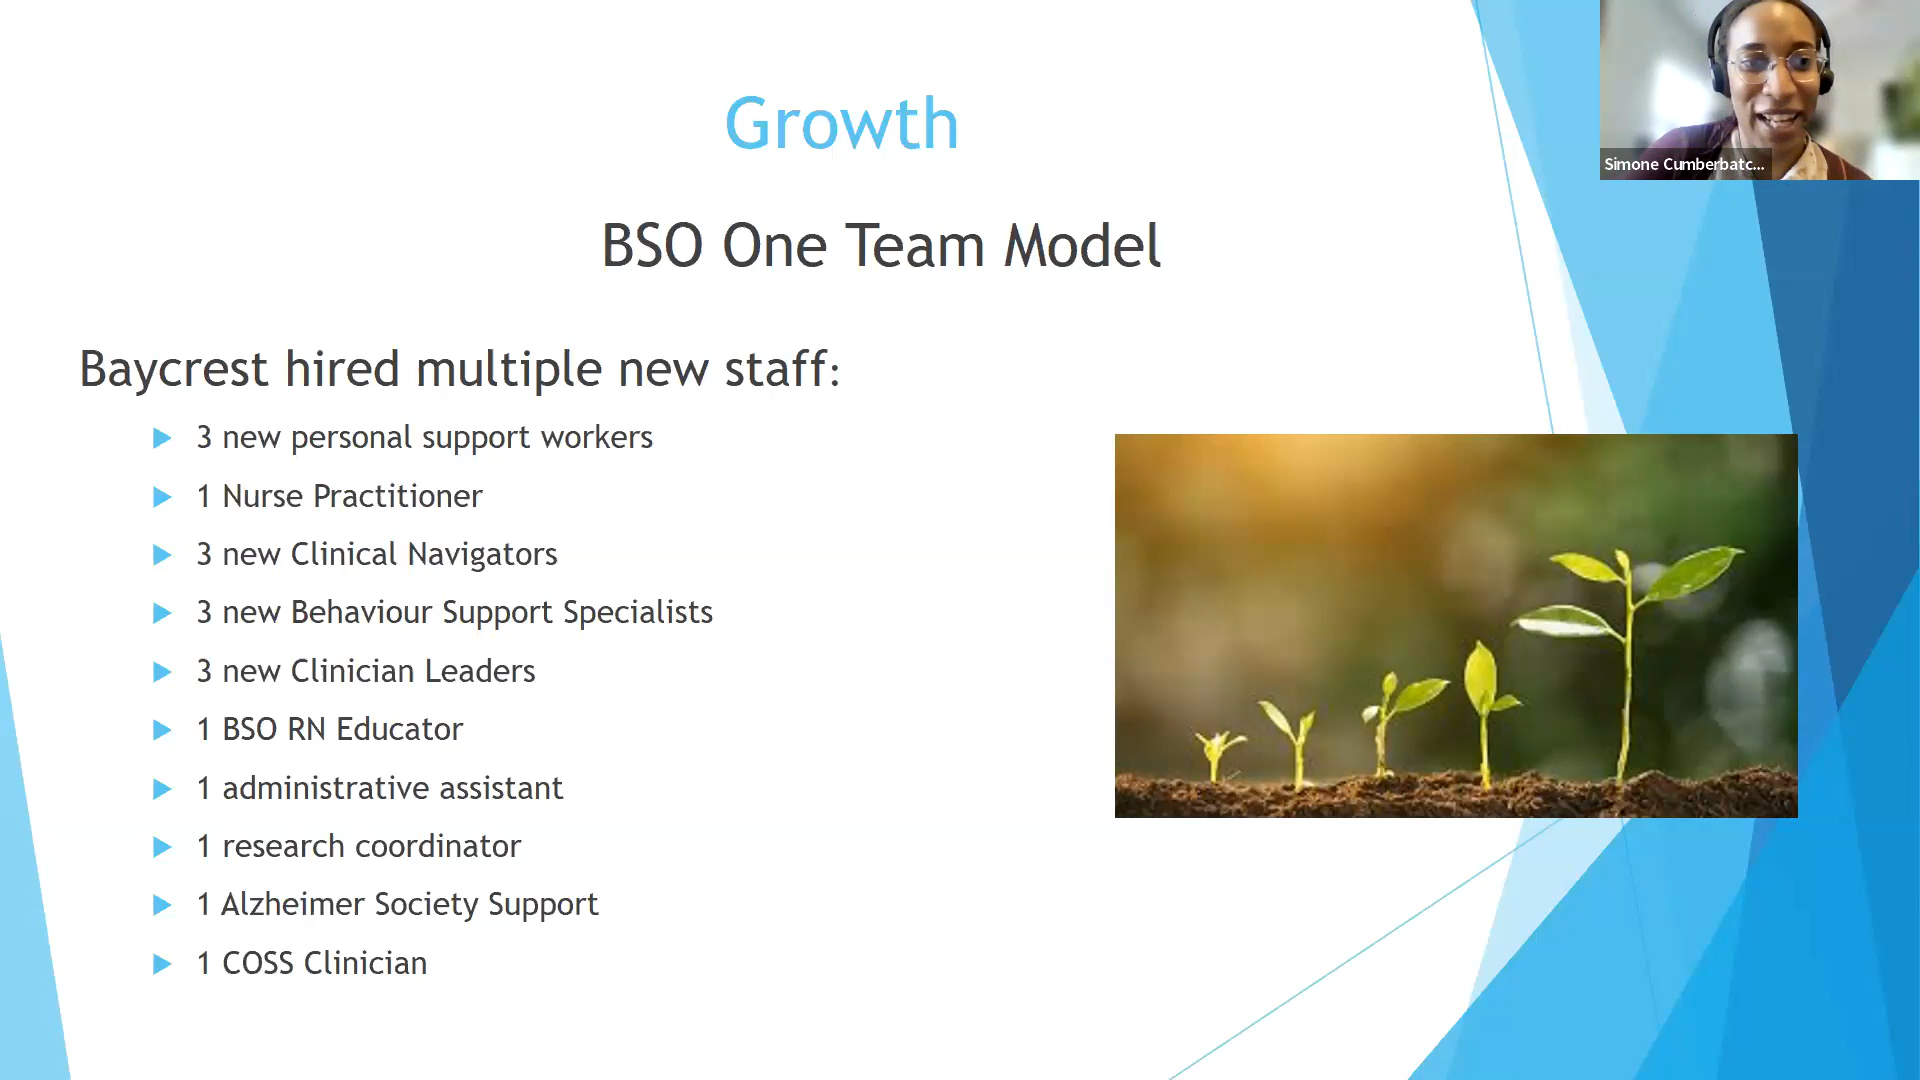 Growth
BSO One Team Model
Baycrest hired multiple new staff:
3 new personal support workers
1 Nurse Practitioner
3 new Clinical Navigators
3 new Behaviour Support Specialists
3 new Clinician Leaders
1 BSO RN Educator
1 administrative assistant
1 research coordinator
1 Alzheimer Society Support
1 COSS Clinician
Simone Cumberbatc...